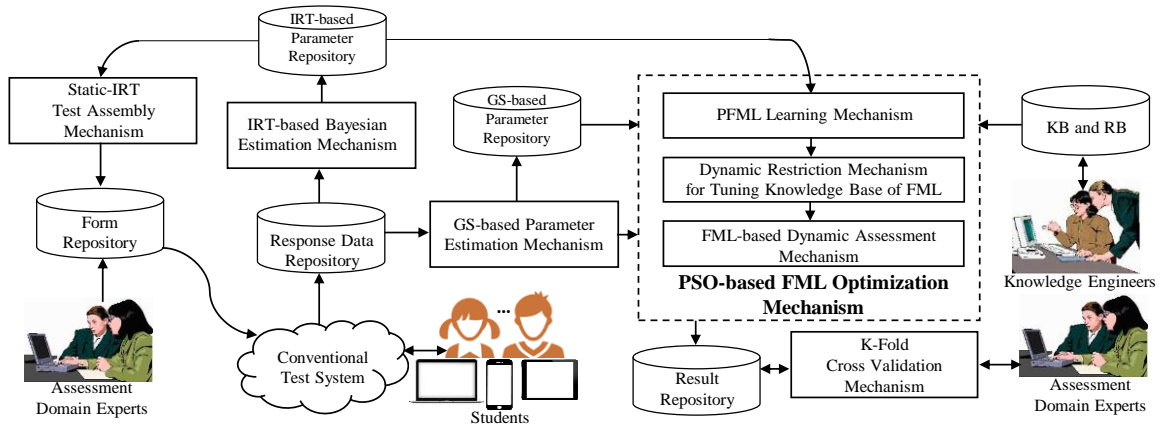 IRT-based
Parameter
Repository
Static-IRT
Test Assembly
Mechanism
IRT-based Bayesian
Estimation Mechanism
GS-based
Parameter
Repository
PFML Learning Mechanism
KB and RB
Dynamic Restriction Mechanism
for Tuning Knowledge Base of FML
Form
Repository
Response Data
Repository
GS-based Parameter
Estimation Mechanism
FML-based Dynamic Assessment
Mechanism
PSO-based FML Optimization
Mechanism
Knowledge Engineers
...
Conventional
Test System
Assessment
Domain Experts
Students
Result
Repository
K-Fold
Cross Validation
Mechanism
Assessment
Domain Experts